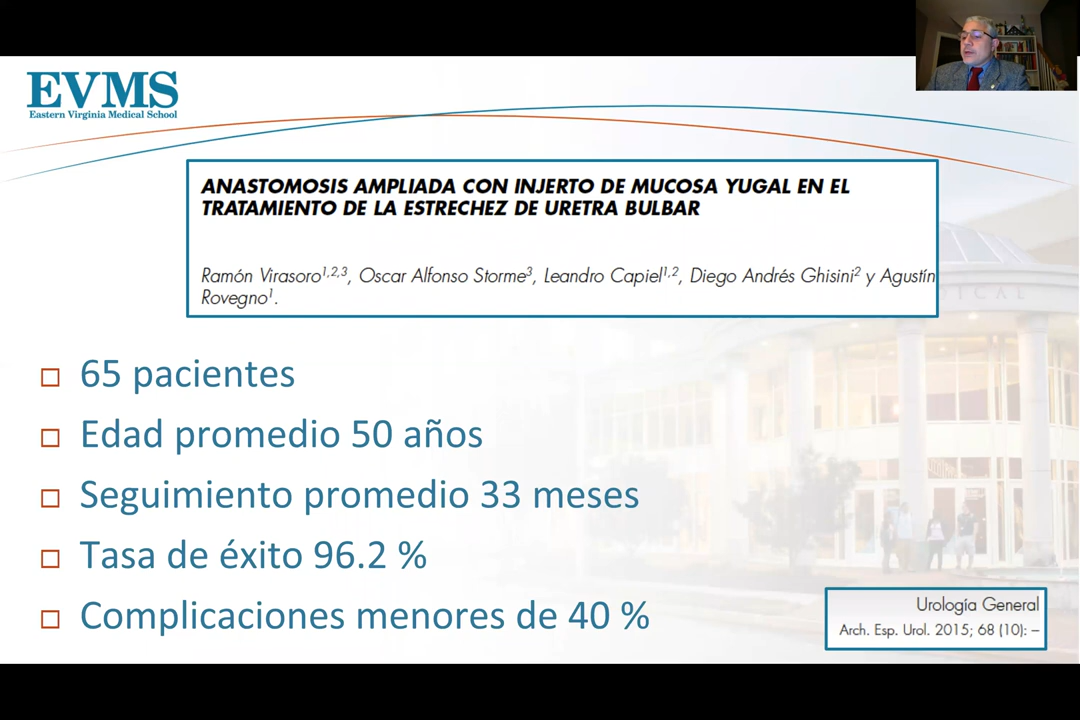 EVMS
Eastern Virginia Medical School
ANASTOMOSIS AMPLIADA CON INJERTO DE MUCOSA YUGAL EN EL
TRATAMIENTO DE LA ESTRECHEZ DE URETRA BULBAR
Ramón Virasoro1,2,3, Oscar Alfonso Storme3, Leandro Capiel1,2, Diego Andrés Ghisini2 y Agustín
Rovegno1.
65 pacientes
Edad promedio 50 años
Seguimiento promedio 33 meses
Tasa de éxito 96.2 %
Complicaciones menores de 40 %
Urología General
Arch. Esp. Urol. 2015; 68 (10): –